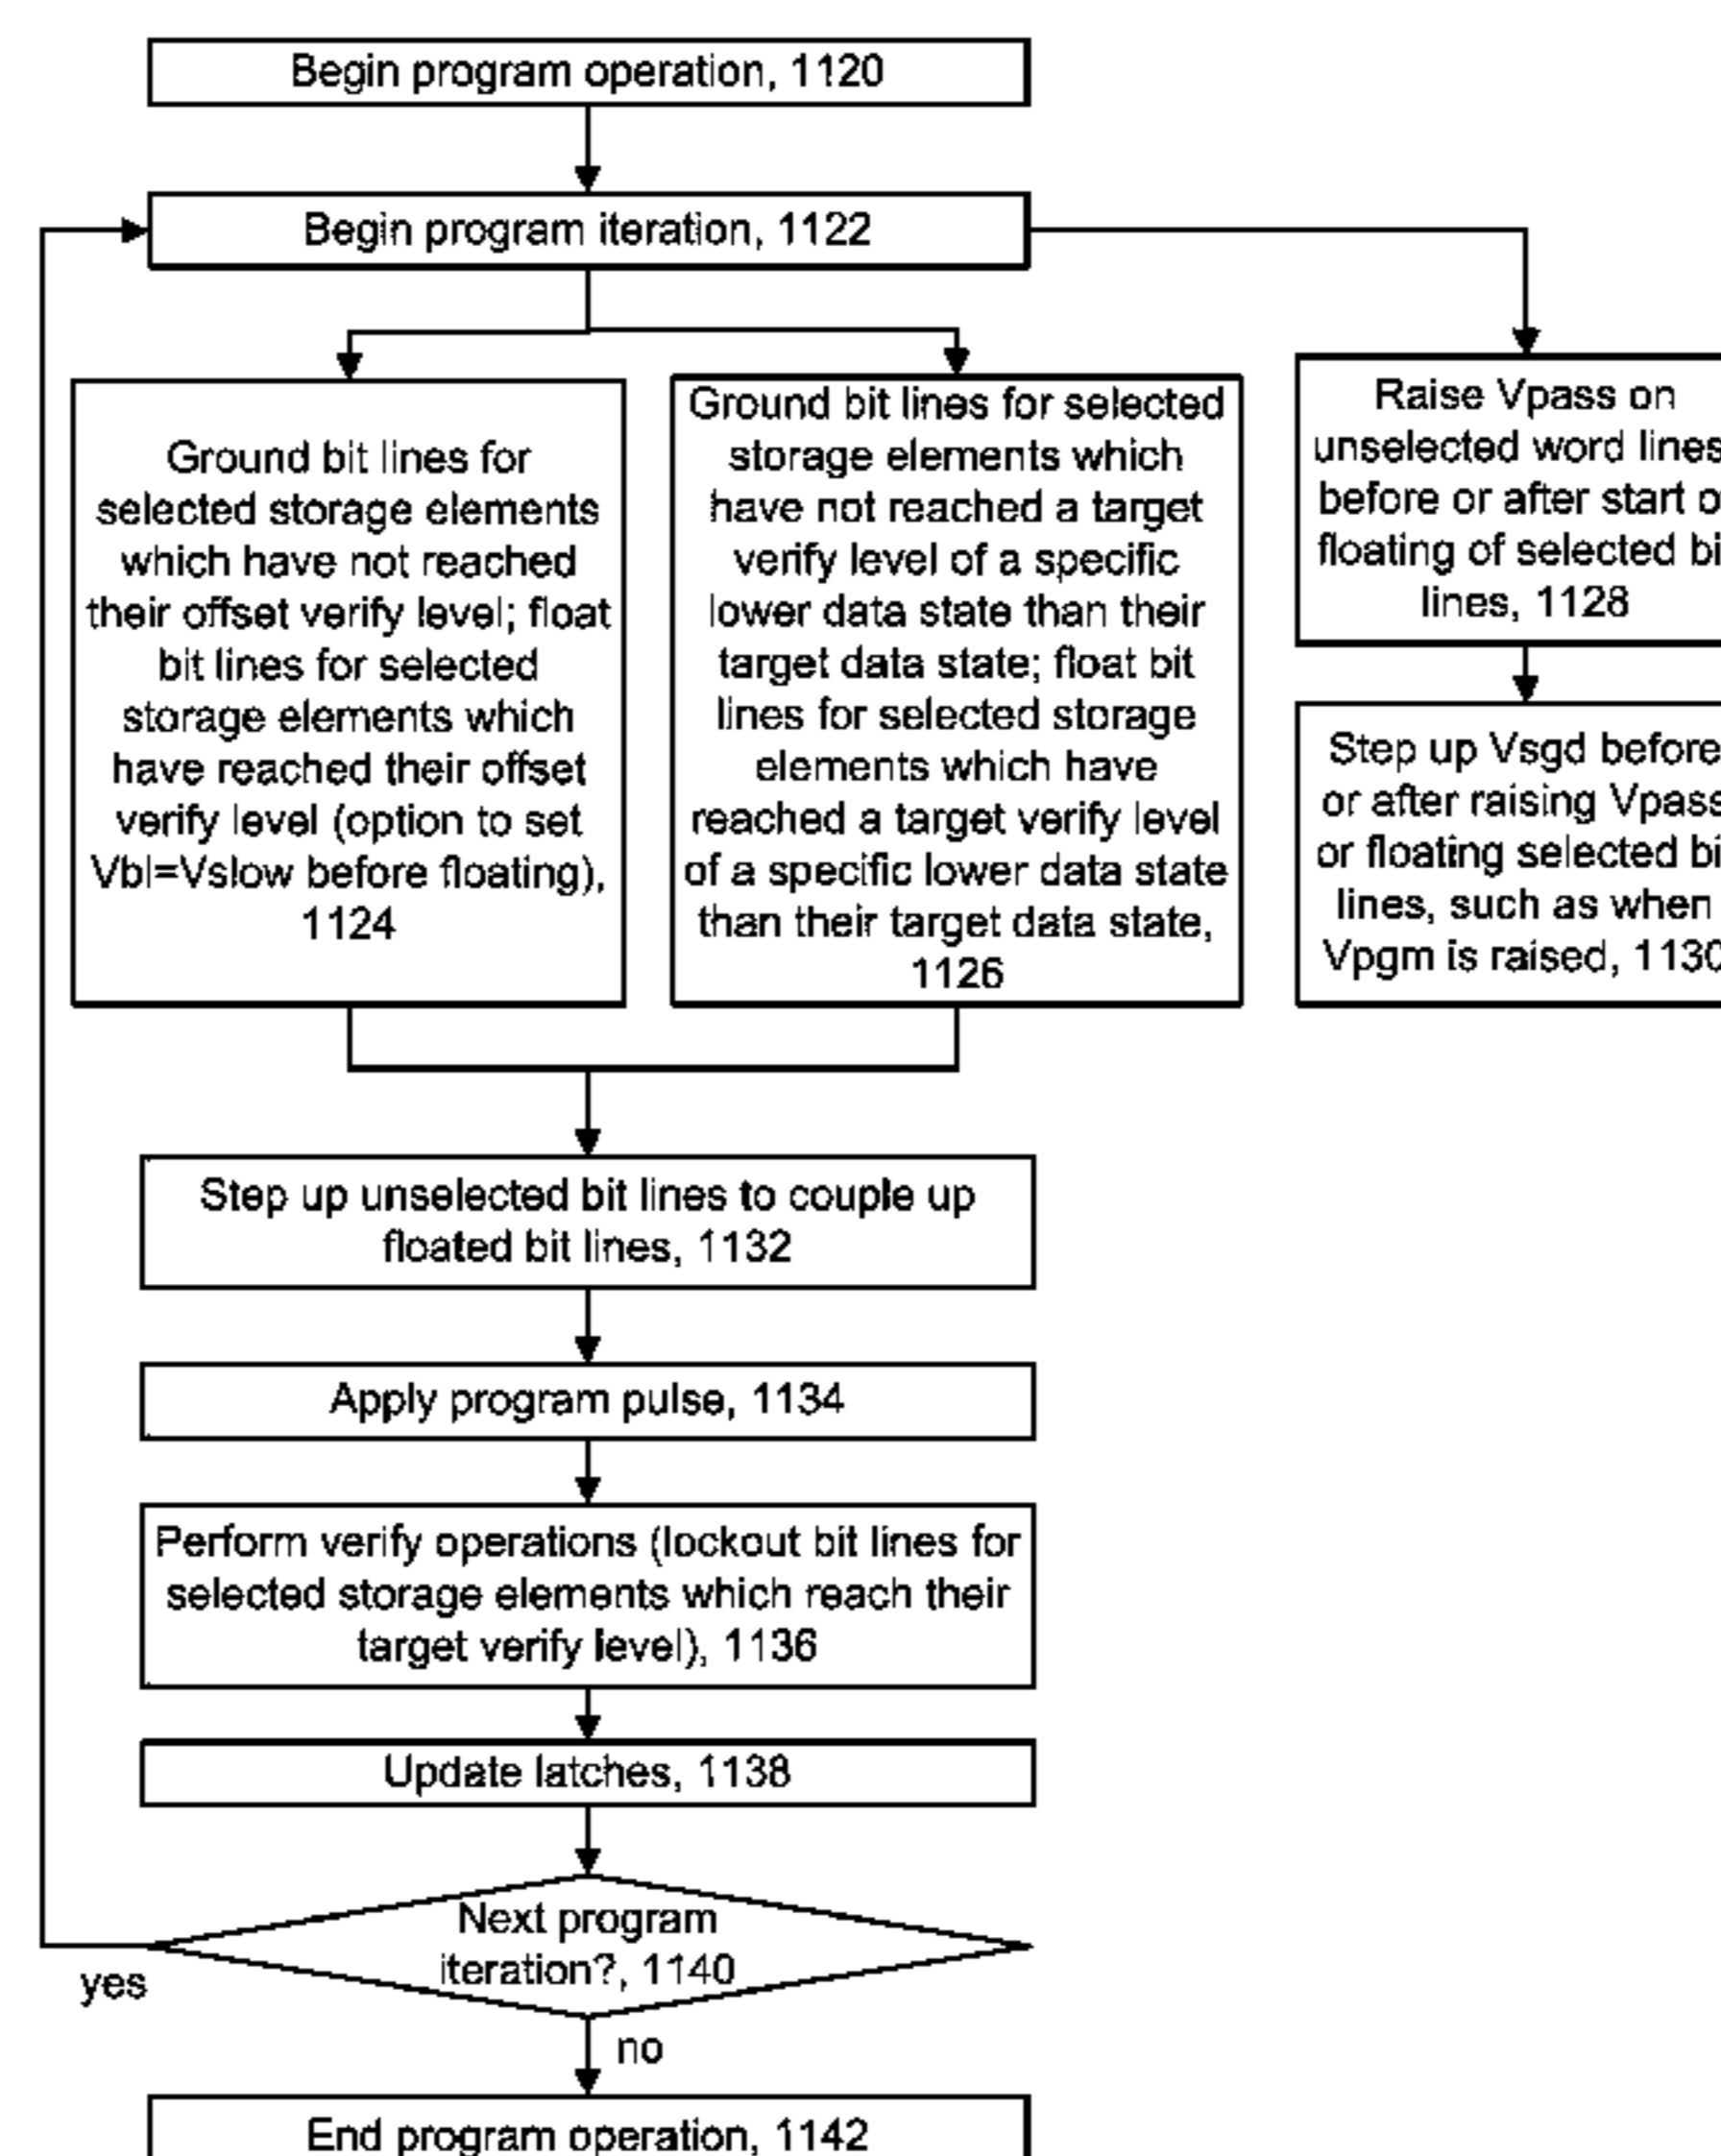 Begin program operation, 1120
Begin program iteration, 1122
Ground bit lines for
selected storage elements
which have not reached
their offset verify level; float
bit lines for selected
storage elements which
have reached their offset
verify level (option to set
Vbl=Vslow before floating),
1124
Ground bit lines for selected
storage elements which
have not reached a target
verify level of a specific
lower data state than their
target data state; float bit
lines for selected storage
elements which have
reached a target verify level
of a specific lower data state
than their target data state,
1126
Raise Vpass on
unselected word lines
before or after start o
floating of selected bi
lines, 1128
Step up Vsgd before
or after raising Vpass
or floating selected bi
lines, such as when
Vpgm is raised, 1130
Step up unselected bit lines to couple up
floated bit lines, 1132
Apply program pulse, 1134
Perform verify operations (lockout bit lines for
selected storage elements which reach their
target verify level), 1136
Update latches, 1138
Next program
iteration?, 1140
yes
no
End program operation, 1142